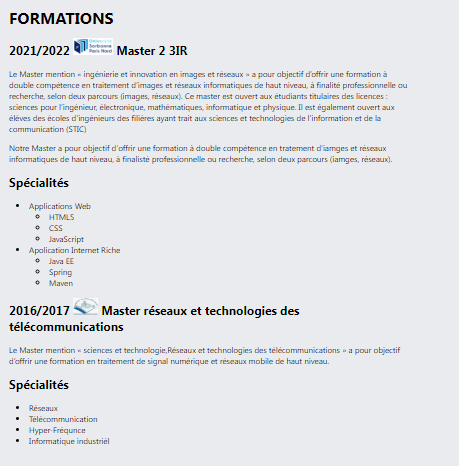 FORMATIONS
2021/2022 Sorbonne Paris Nord Master 2 3IR
Le Master mention « ingénierie et innovation en images et réseaux » a pour objectif d'offrir une formation à
double compétence en traitement d'images et réseaux informatiques de haut niveau, à finalité professionnelle ou
recherche, selon deux parcours (images, réseaux). Ce master est ouvert aux étudiants titulaires des licences :
sciences pour l'ingénieur, électronique, mathématiques, informatique et physique. Il est également ouvert aux
élèves des écoles d'ingénieurs des filières ayant trait aux sciences et technologies de l'information et de la
communication (STIC)
Notre Master a pour objectif d'offrir une formation à double compétence en tratement d'iamges et réseaux
informatiques de haut niveau, à finalisté professionnelle ou recherche, selon deux parcours (iamges, réseaux).
Spécialités
Applications Web
HTML5
CSS
JavaScript
Apolication Internet Riche
Java EE
Spring
Maven
2016/2017 Master réseaux et technologies des
télécommunications
Le Master mention « sciences et technologie,Réseaux et technologies des télécommunications » a pour objectif
d'offrir une formation en traitement de signal numérique et réseaux mobile de haut niveau.
Spécialités
Réseaux
Télécommunication
Hyper-Fréqunce
Informatique industriél